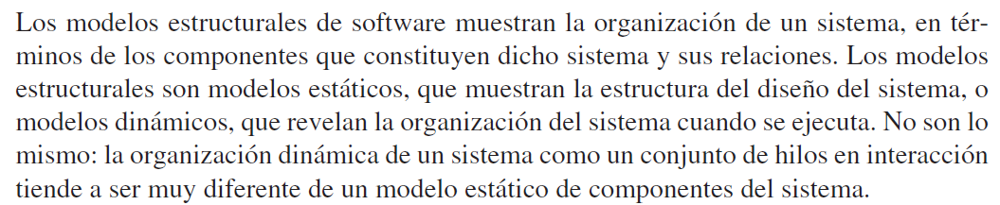 Los modelos estructurales de software muestran la organización de un sistema, en tér-
minos de los componentes que constituyen dicho sistema y sus relaciones. Los modelos
estructurales son modelos estáticos, que muestran la estructura del diseño del sistema, o
modelos dinámicos, que revelan la organización del sistema cuando se ejecuta. No son lo
mismo: la organización dinámica de un sistema como un conjunto de hilos en interacción
tiende a ser muy diferente de un modelo estático de componentes del sistema.